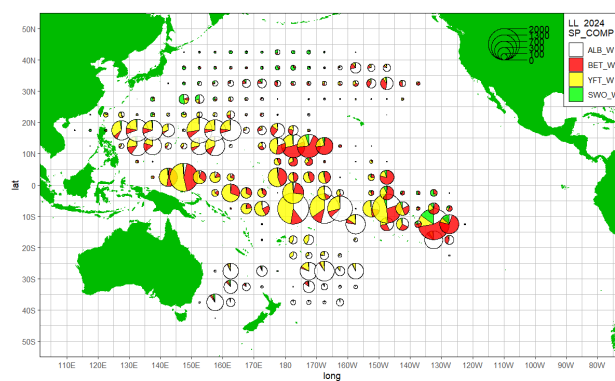 LL 2024
SP_COMP
ALB_W
BET_W
YFT_W
SWO_W
2000
50N
40N
30N
20N
10N
0
10S
20S
30S
40S
50S
lat
110E 120E 130E 140E 150E 160E 170E 180 170W 160W 150W 140W 130W 120W 110W 100W 90W 80W
long